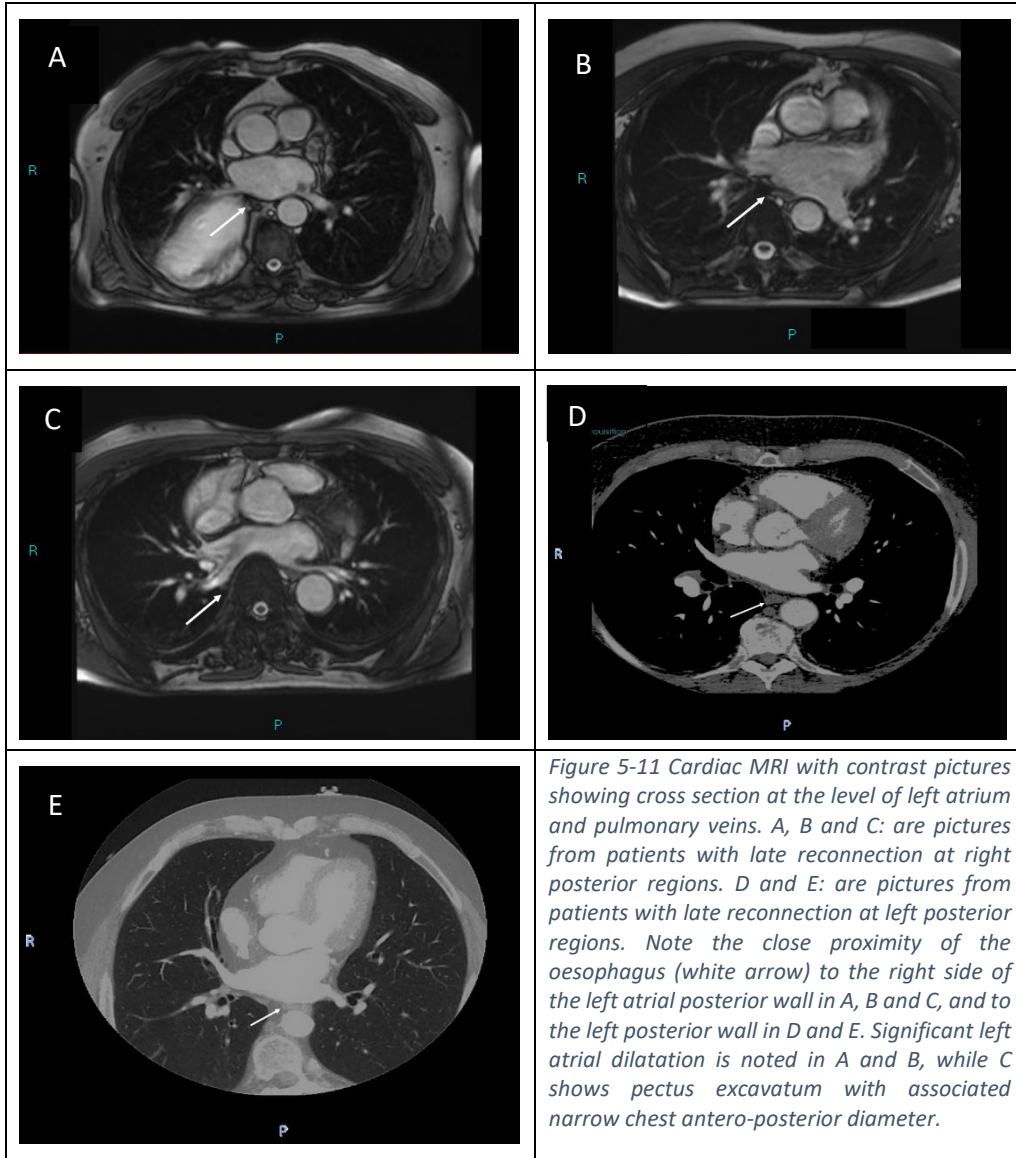 A
R
P
B
R
P
C
R
P
D
quisition
R
P
E
R
P
Figure 5-11 Cardiac MRI with contrast pictures
showing cross section at the level of left atrium
and pulmonary veins. A, B and C: are pictures
from patients with late reconnection at right
posterior regions. D and E: are pictures from
patients with late reconnection at left posterior
regions. Note the close proximity of the
oesophagus (white arrow) to the right side of
the left atrial posterior wall in A, B and C, and to
the left posterior wall in D and E. Significant left
atrial dilatation is noted in A and B, while C
shows pectus excavatum with associated
narrow chest antero-posterior diameter.